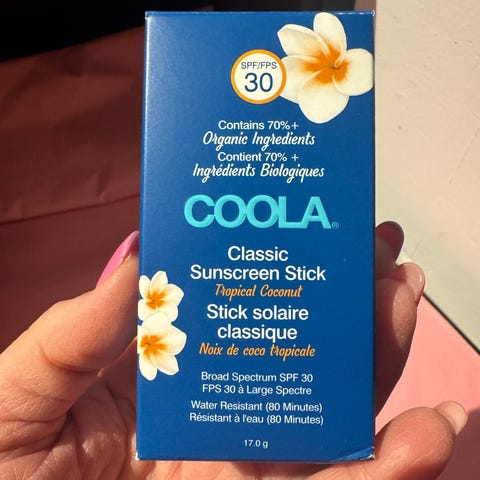 SPF/FPS
30
Contains 70%+
Organic Ingredients
Contient 70% +
Ingrédients Biologiques
COOLA®
Classic
Sunscreen Stick
Tropical Coconut
Stick solaire
classique
Noix de coco tropicale
Broad Spectrum SPF 30
FPS 30 à Large Spectre
Water Resistant (80 Minutes)
Résistant à l'eau (80 Minutes)
17.0 g